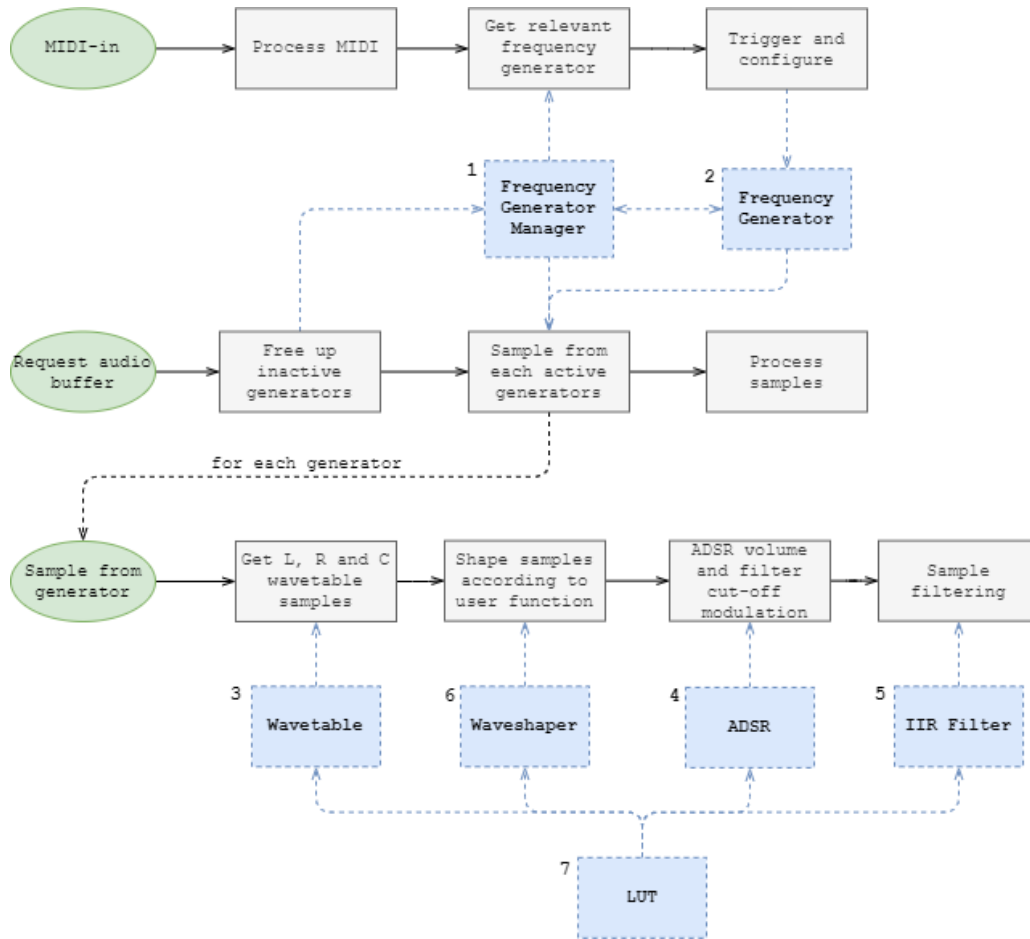 MIDI-in
Process MIDI
Get relevant
frequency
generator
Trigger and
configure
1
Frequency
Generator
Manager
2
Frequency
Generator
Request audio
buffer
Free up
inactive
generators
Sample from
each active
generators
Process
samples
for each generator
Sample from
generator
Get L, R and C
wavetable
samples
Shape samples
according to
user function
ADSR volume
and filter
cut-off
modulation
Sample
filtering
3
Wavetable
6
Waveshaper
4
ADSR
5
IIR Filter
7
LUT